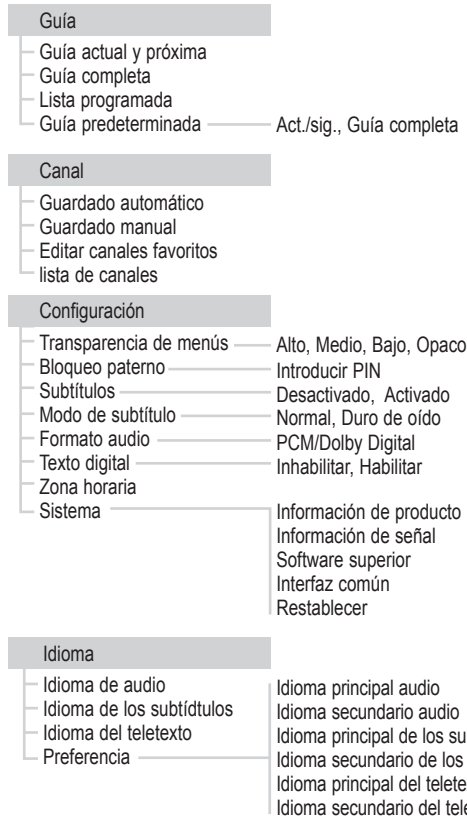 Guía
Guía actual y próxima
Guía completa
Lista programada
Guía predeterminada Act./sig., Guía completa
Canal
Guardado automático
Guardado manual
Editar canales favoritos
lista de canales
Configuración
Transparencia de menús Alto, Medio, Bajo, Opaco
Bloqueo paterno Introducir PIN
Subtítulos Desactivado, Activado
Modo de subtítulo Normal, Duro de oído
Formato audio PCM/Dolby Digital
Texto digital Inhabilitar, Habilitar
Zona horaria
Sistema Información de producto
Información de señal
Software superior
Interfaz común
Restablecer
Idioma
Idioma de audio Idioma principal audio
Idioma de los subtídtulos Idioma secundario audio
Idioma del teletexto Idioma principal de los
Preferencia Idioma secundario de los
Idioma principal del
Idioma secundario del